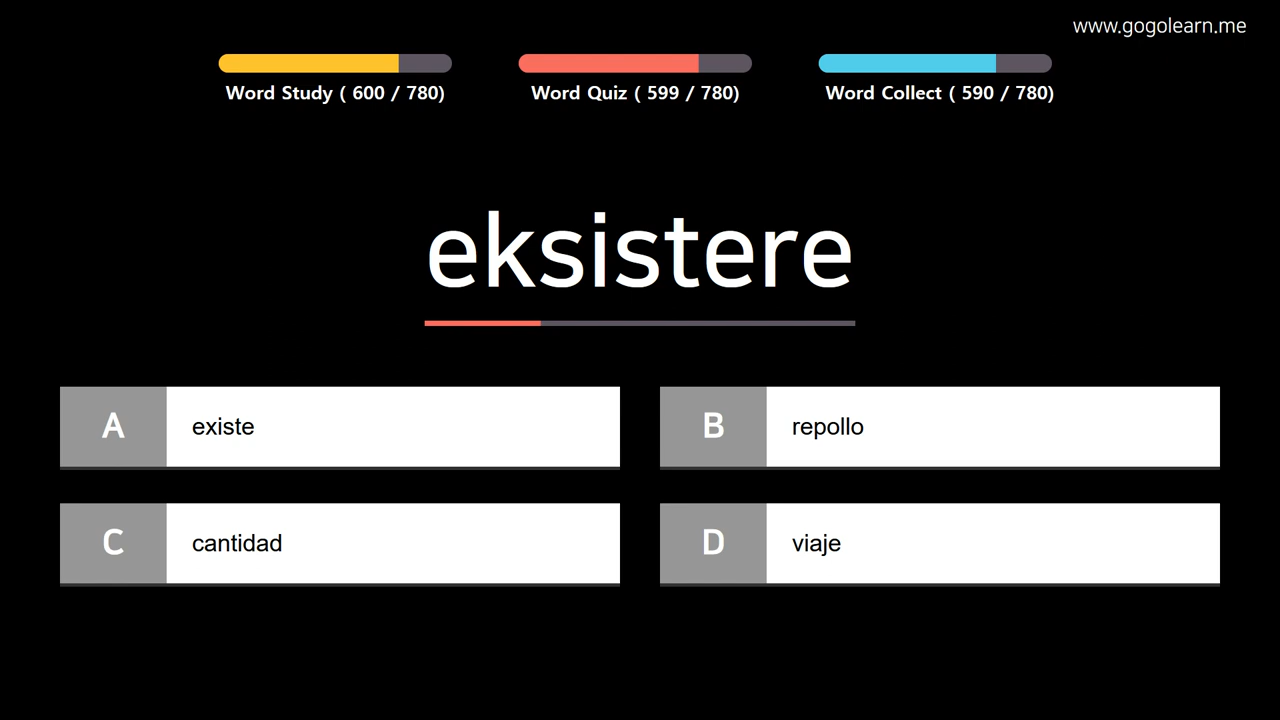 www.gogolearn.me
Word Study ( 600 / 780)
Word Quiz ( 599 / 780)
Word Collect ( 590 / 780)
eksistere
A existe
B repollo
C cantidad
D viaje